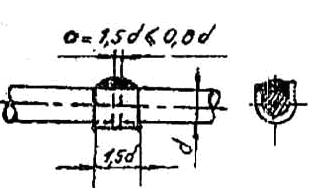 a = 1,5d ≤ 0,8d
d
1,5d